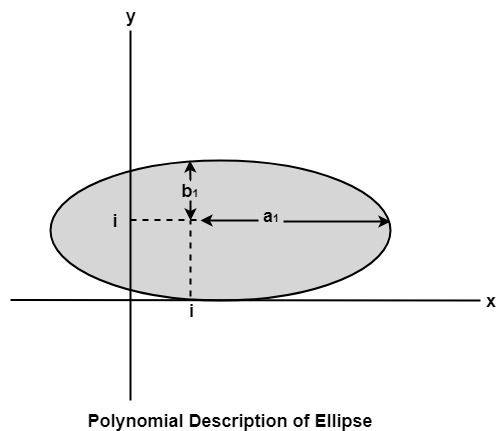 y
b₁
i
a₁
x
i
Polynomial Description of Ellipse